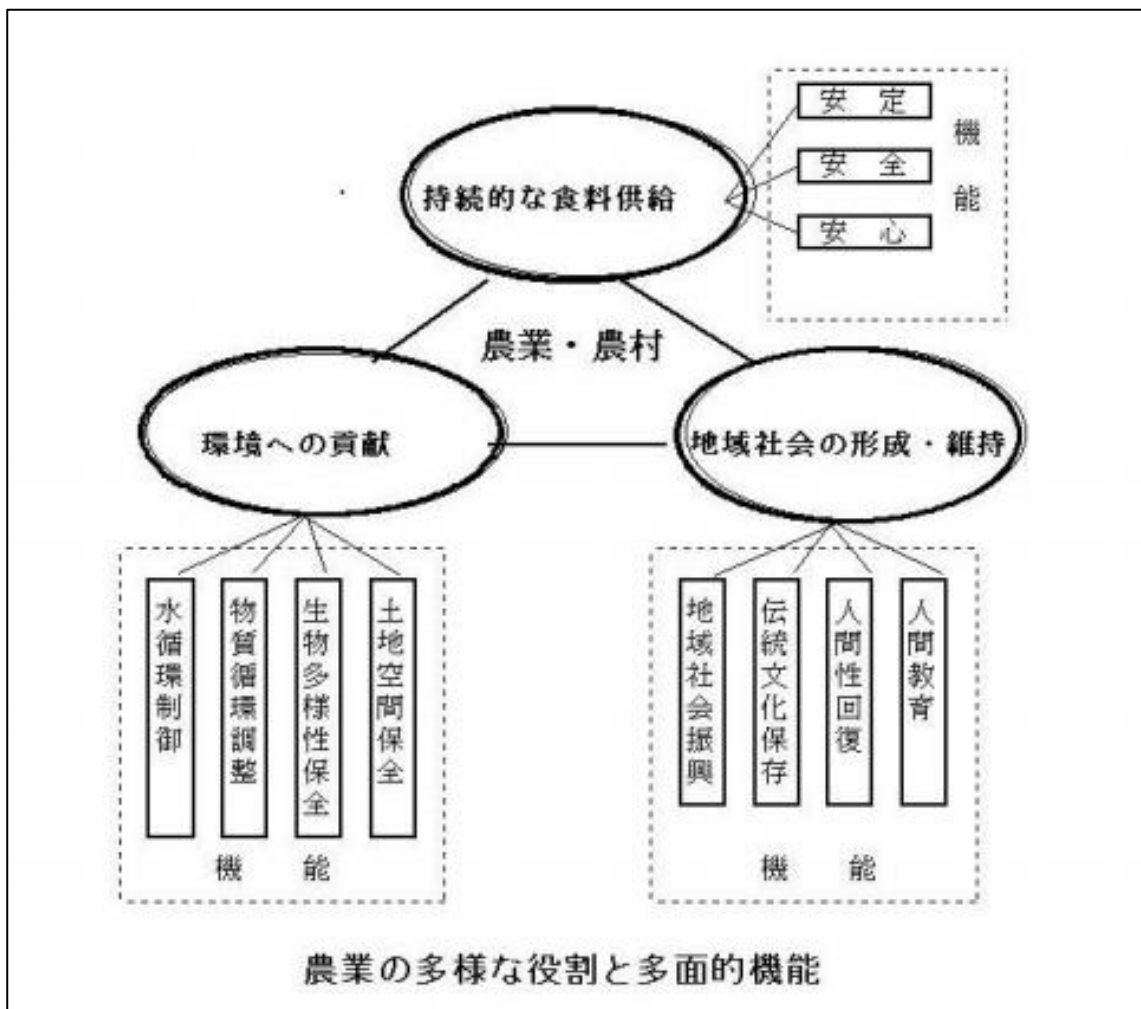 安定
安全
安心
機能
持続的な食料供給
農業・農村
環境への貢献
地域社会の形成・維持
水循環制御
物質循環調整
生物多様性保全
土地空間保全
機能
地域社会振興
伝統文化保存
人間性回復
人間教育
機能
農業の多様な役割と多面的機能